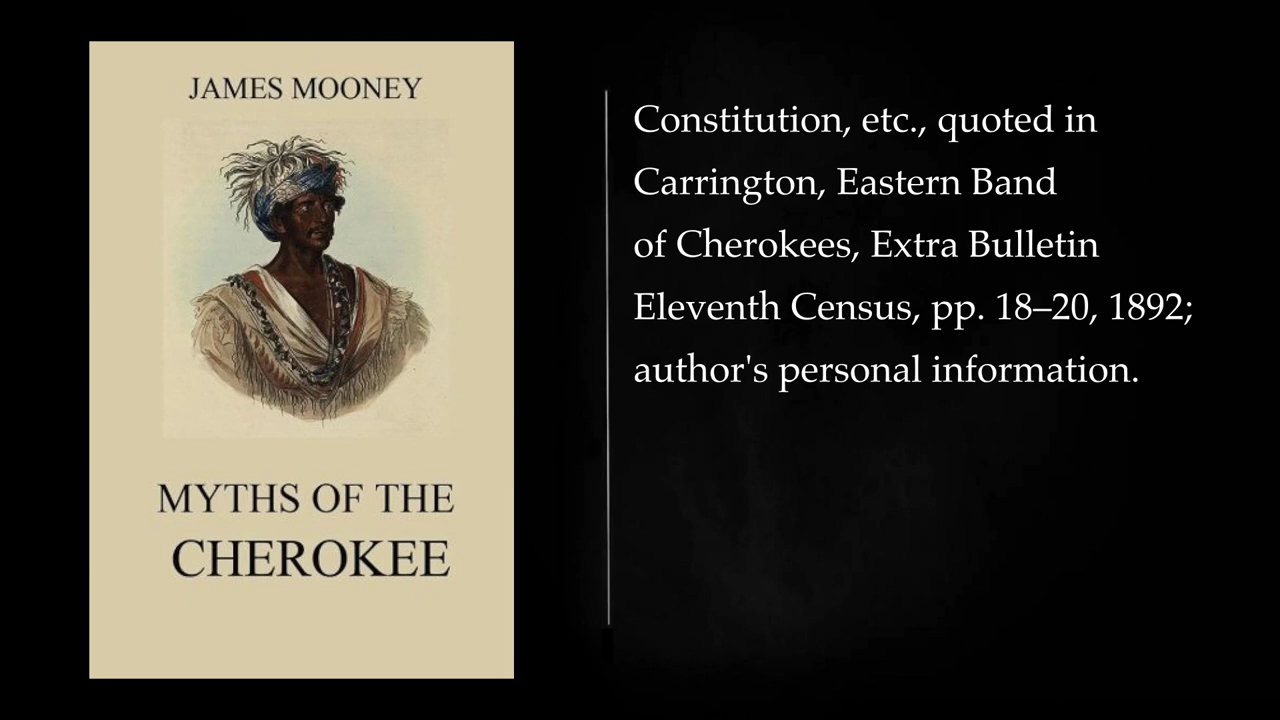 JAMES MOONEY
MYTHS OF THE
CHEROKEE
Constitution, etc., quoted in
Carrington, Eastern Band
of Cherokees, Extra Bulletin
Eleventh Census, pp. 18–20, 1892;
author's personal information.